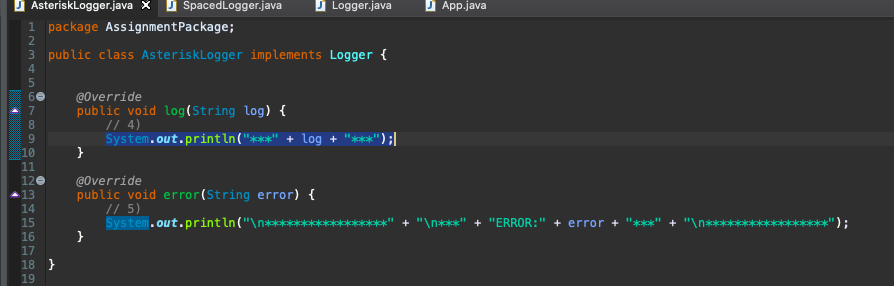 AsteriskLogger.java SpacedLogger.java Logger.java App.java
1 package AssignmentPackage;
2
3 public class AsteriskLogger implements Logger {
4
5
6 @Override
7 public void log(String log) {
8 // 4)
9 System.out.println("***" + log + "***");
10 }
11
12 @Override
13 public void error(String error) {
14 // 5)
15 System.out.println("\n*****************" + "\n***" + "ERROR:" + error + "***" + "\n*****************");
16 }
17
18 }
19